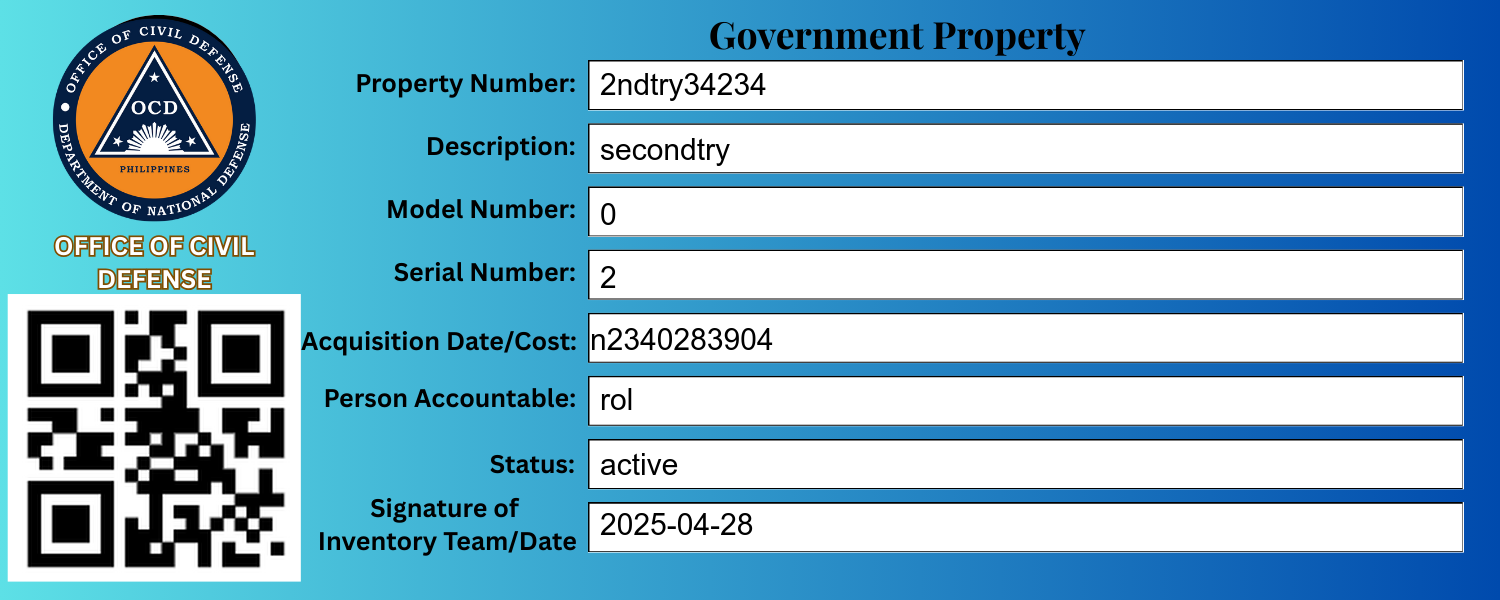 OFFICE OF CIVIL DEFENSE
OCD
PHILIPPINES
DEPARTMENT OF NATIONAL DEFENSE
OFFICE OF CIVIL
DEFENSE
Government Property
Property Number: 2ndtry34234
Description: secondtry
Model Number: 0
Serial Number: 2
Acquisition Date/Cost: n2340283904
Person Accountable: rol
Status: active
Signature of
Inventory Team/Date 2025-04-28